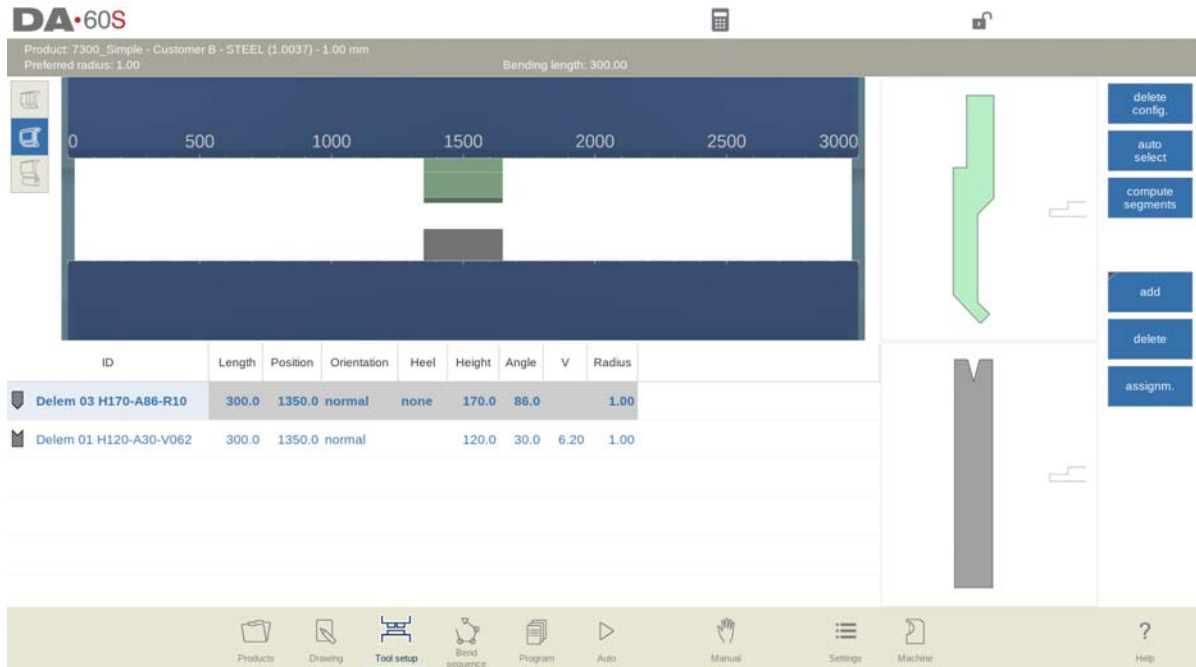 DA•60S
Product: 7300_Simple - Customer B - STEEL (1.0037) - 1.00 mm
Preferred radius: 1.00 Bending length: 300.00
0 500 1000 1500 2000 2500 3000
delete
config.
auto
select
compute
segments
add
delete
assignm.
ID Length Position Orientation Heel Height Angle V Radius
Delem 03 H170-A86-R10 300.0 1350.0 normal none 170.0 86.0 1.00
Delem 01 H120-A30-V062 300.0 1350.0 normal 120.0 30.0 6.20 1.00
Products Drawing Tool setup Bend
sequence Program Auto Manual Settings Machine Help